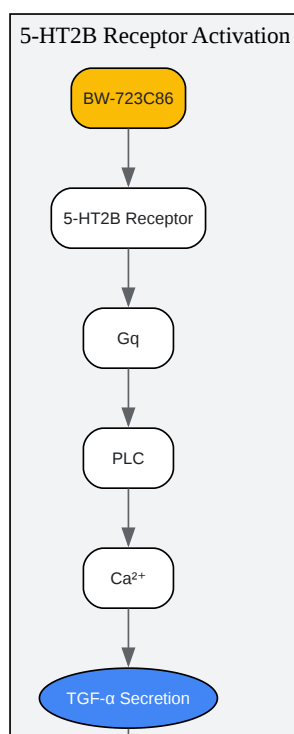 5-HT2B Receptor Activation
BW-723C86
5-HT2B Receptor
Gq
PLC
Ca²⁺
TGF-α Secretion